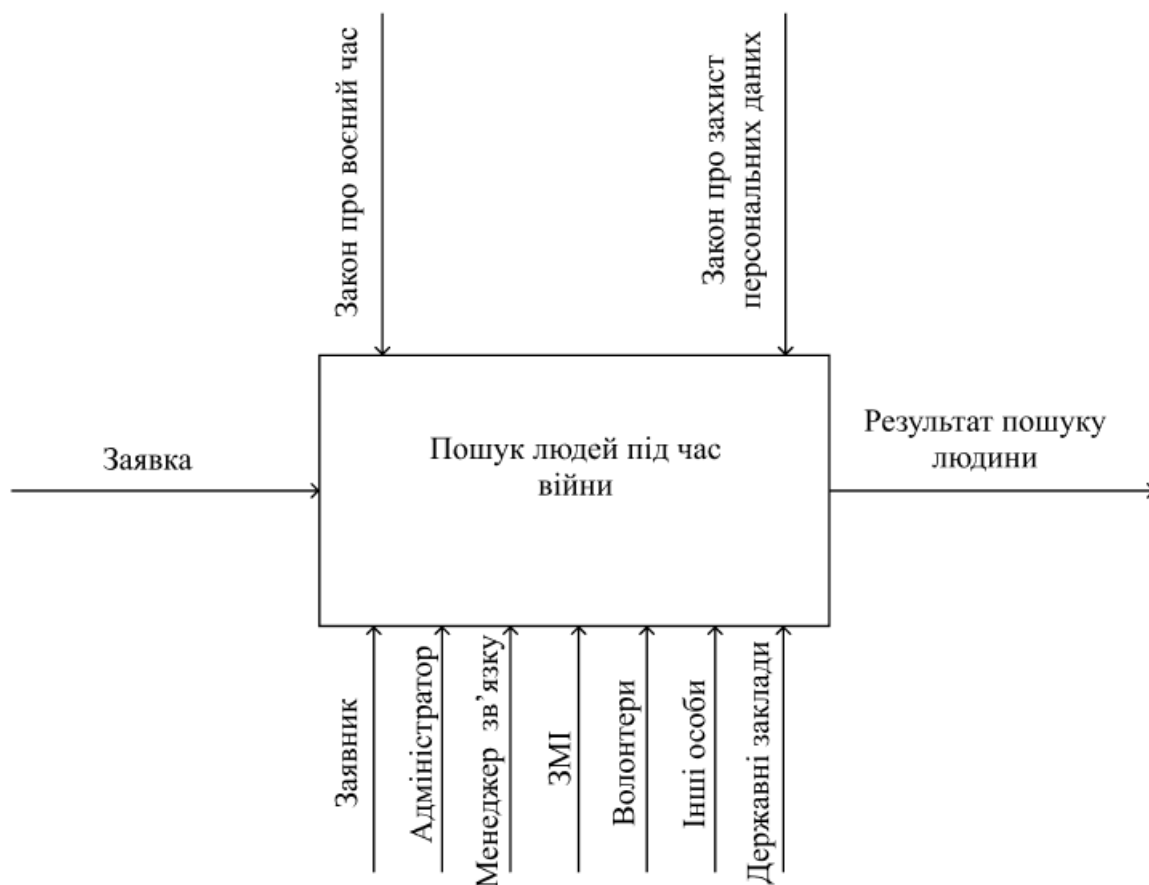 Закон про воєний час
Закон про захист
персональних даних
Заявка
Пошук людей під час
війни
Результат пошуку
людини
Заявник
Адміністратор
Менеджер зв’язку
ЗМІ
Волонтери
Інші особи
Державні заклади